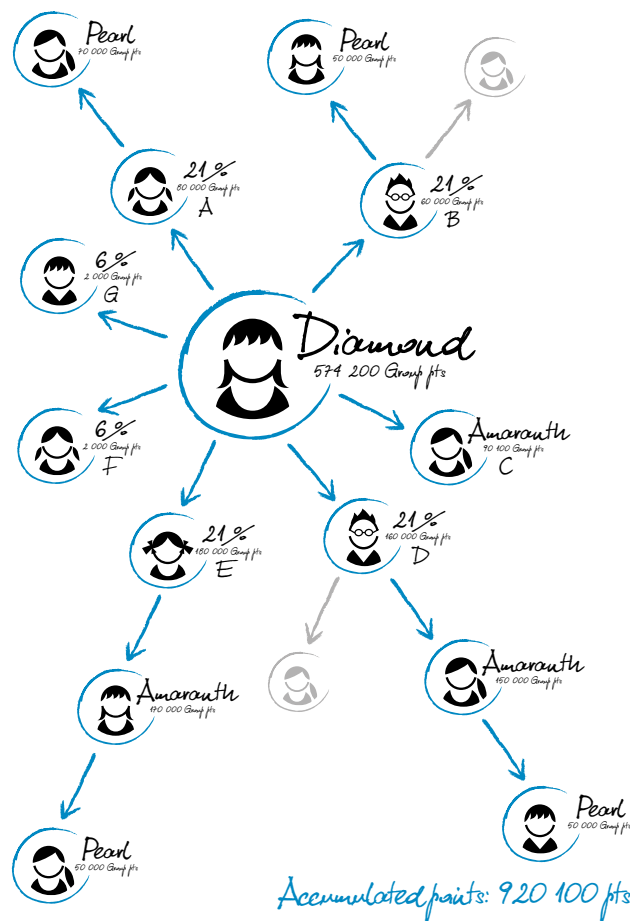 Pearl
70 000 Group pts
Pearl
50 000 Group pts
21%
80 000 Group pts
A
21%
60 000 Group pts
B
6%
2 000 Group pts
G
Diamond
574 200 Group pts
6%
2 000 Group pts
F
Amaranth
90 100 Group pts
C
21%
180 000 Group pts
E
21%
160 000 Group pts
D
Amaranth
170 000 Group pts
Amaranth
150 000 Group pts
Pearl
50 000 Group pts
Pearl
50 000 Group pts
Accumulated points: 920 100 pts